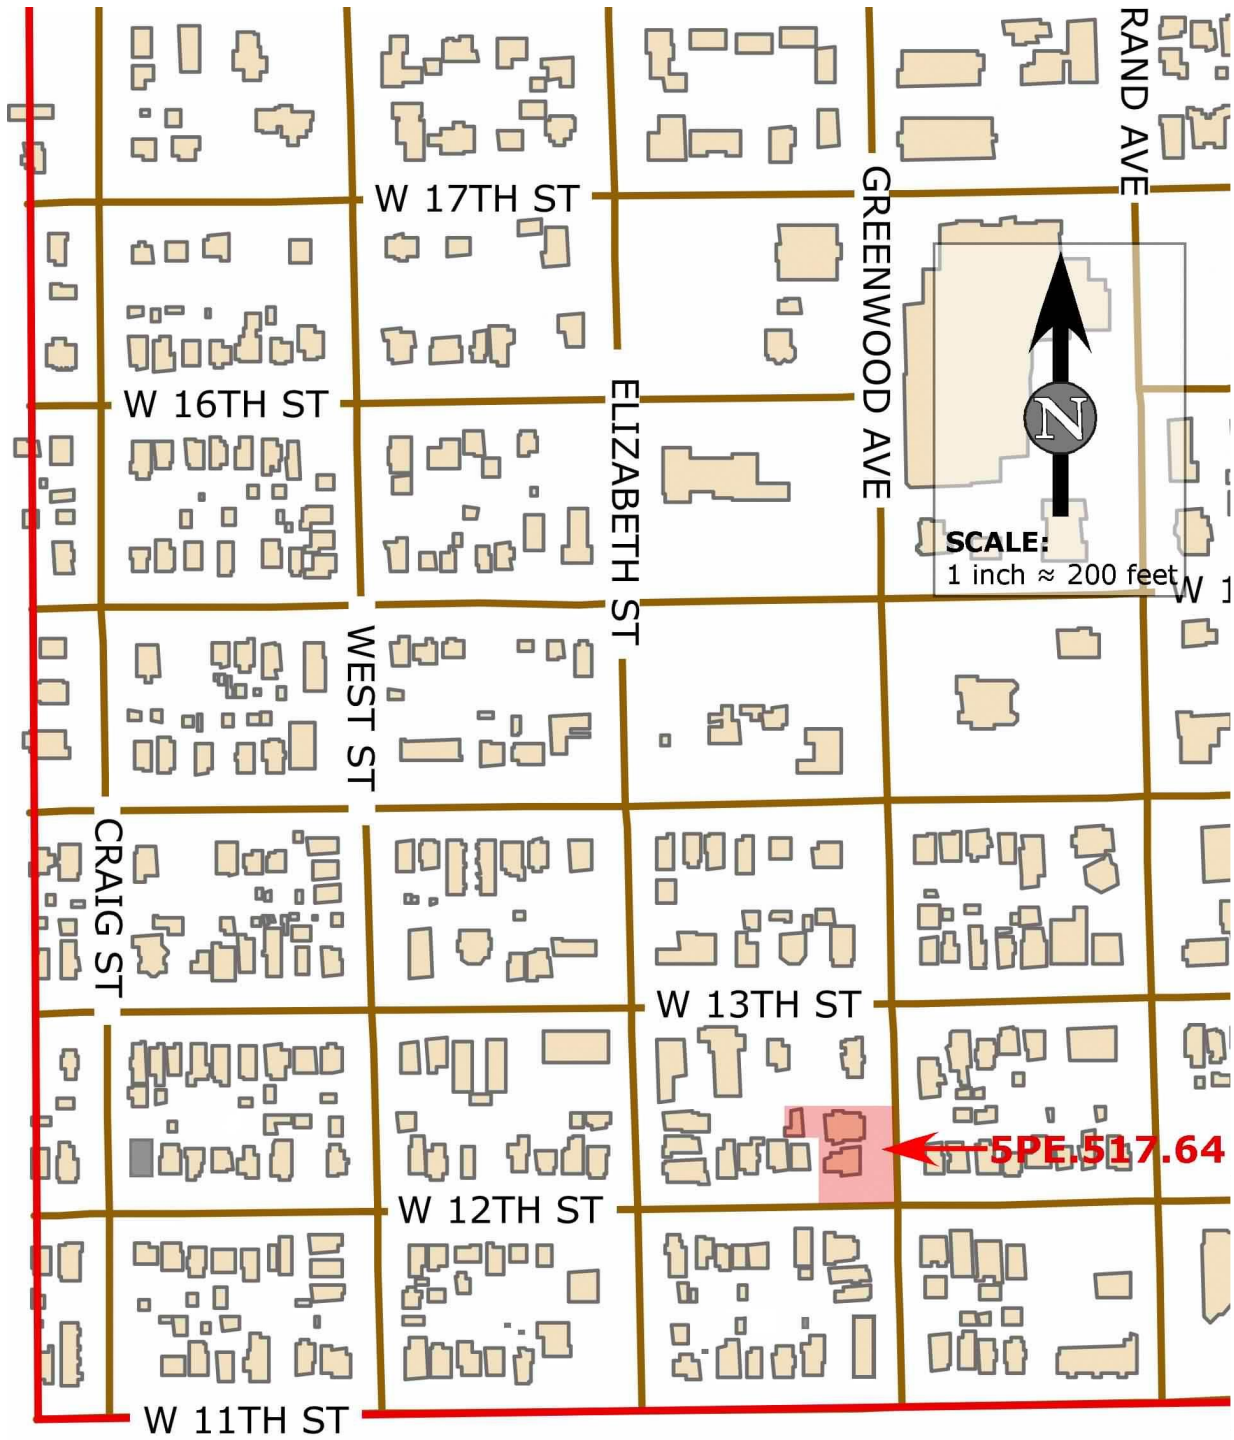 RAND AVE
W 17TH ST
GREENWOOD AVE
W 16TH ST
ELIZABETH ST
N
SCALE:
1 inch ≈ 200 feet
W 1
WEST ST
CRAIG ST
W 13TH ST
5PE.517.64
W 12TH ST
W 11TH ST